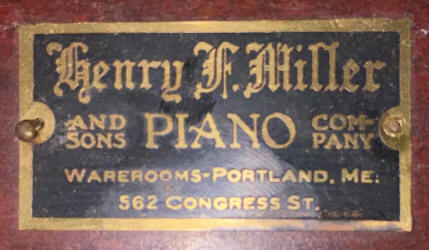 Henry F. Miller
AND SONS PIANO COMPANY
WAREROOMS-PORTLAND, ME.
562 CONGRESS ST.